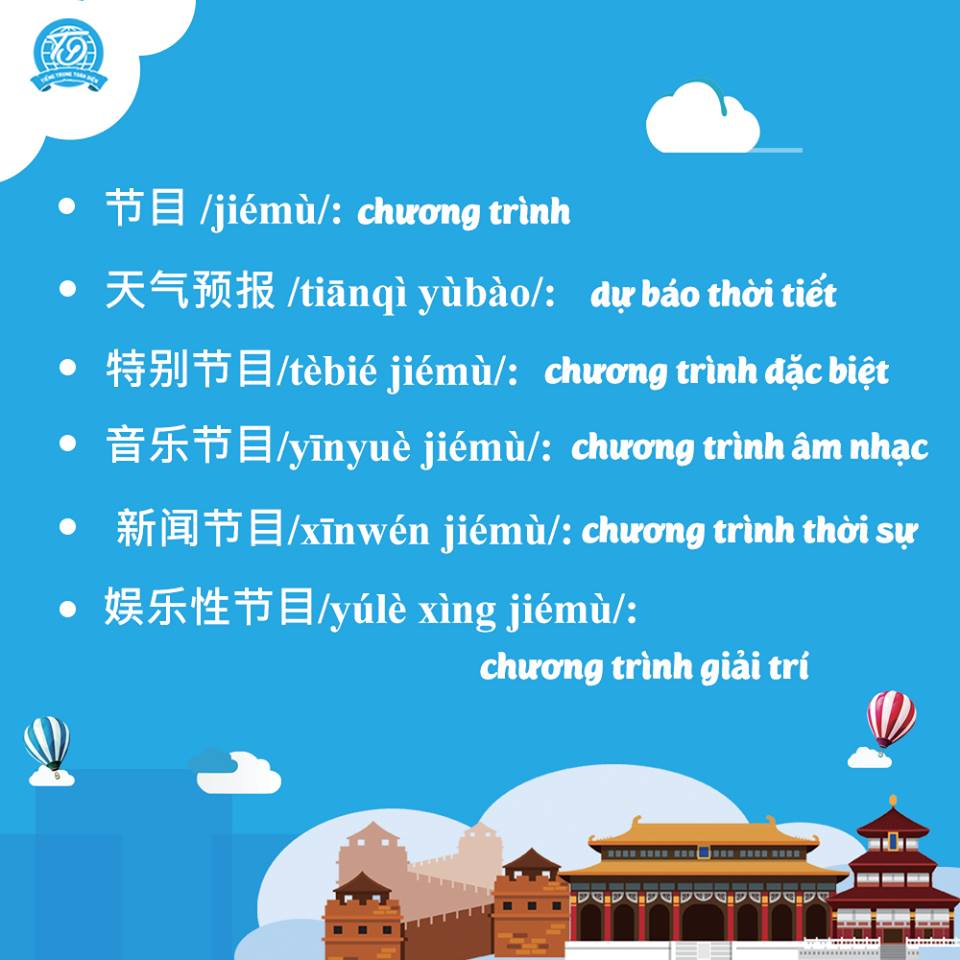 TIẾNG TRUNG TOÀN DIỆN
节目 /jiémù/: chương trình
天气预报 /tiānqì yùbào/: dự báo thời tiết
特别节目/tèbié jiémù/: chương trình đặc biệt
音乐节目/yīnyuè jiémù/: chương trình âm nhạc
新闻节目/xīnwén jiémù/: chương trình thời sự
娱乐性节目/yúlè xìng jiémù/:
chương trình giải trí